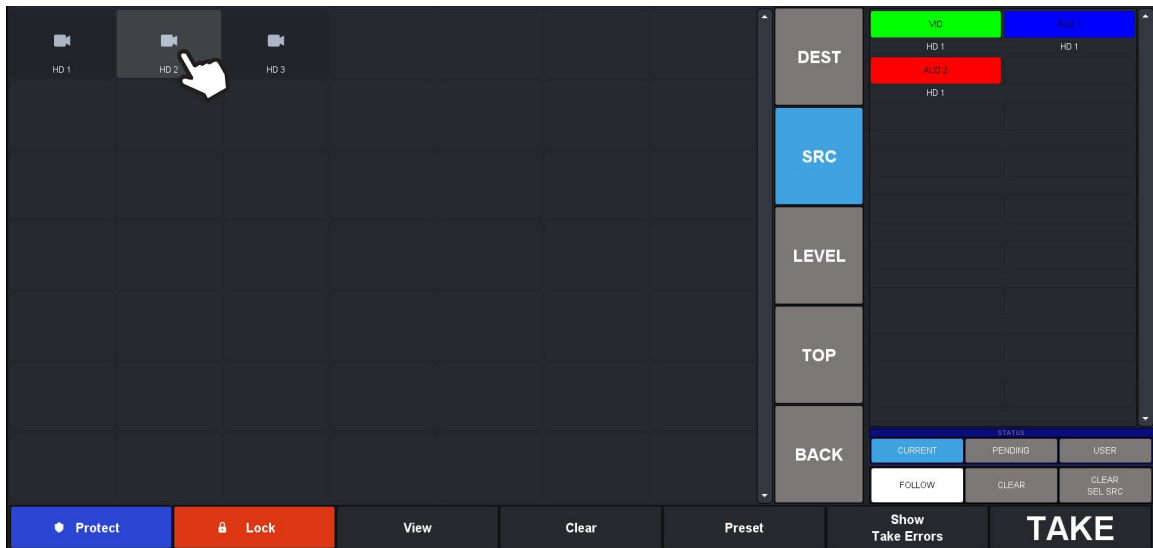 HD 1
HD 2
HD 3
DEST
SRC
LEVEL
TOP
BACK
VID
AUD 1
HD 1
HD 1
AUD 2
HD 1
STATUS
CURRENT
PENDING
USER
FOLLOW
CLEAR
CLEAR
SEL SRC
Protect
Lock
View
Clear
Preset
Show
Take Errors
TAKE